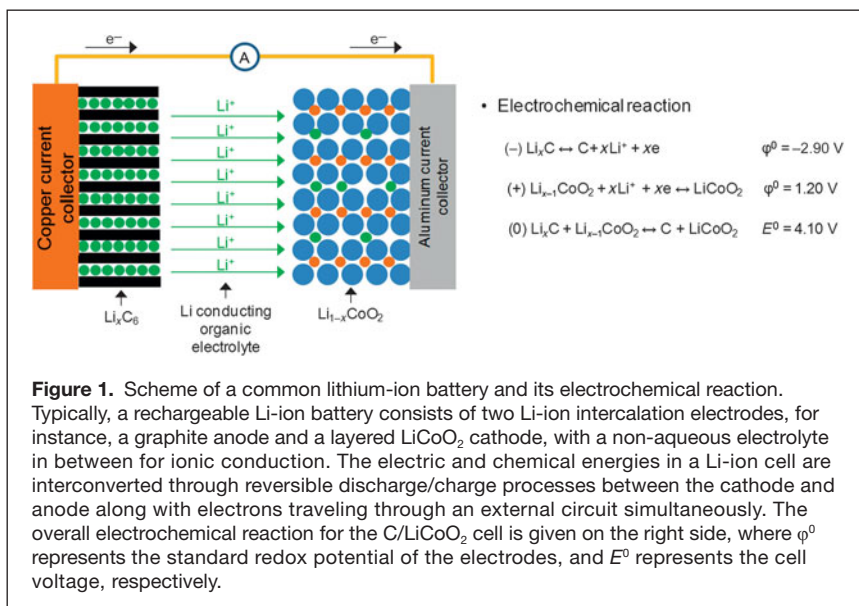 e⁻
A
e⁻
Copper current
collector
Li⁺
Li⁺
Li⁺
Li⁺
Li⁺
Li⁺
Li⁺
Li⁺
Li⁺
Aluminum current
collector
LiₓC₆
Li conducting
organic
electrolyte
Li₁₋ₓCoO₂
• Electrochemical reaction
(–) LiₓC ↔ C + xLi⁺ + xe φ⁰ = –2.90 V
(+) Liₓ₋₁CoO₂ + xLi⁺ + xe ↔ LiCoO₂ φ⁰ = 1.20 V
(0) LiₓC + Liₓ₋₁CoO₂ ↔ C + LiCoO₂ E⁰ = 4.10 V
Figure 1. Scheme of a common lithium-ion battery and its electrochemical reaction.
Typically, a rechargeable Li-ion battery consists of two Li-ion intercalation electrodes, for
instance, a graphite anode and a layered LiCoO₂ cathode, with a non-aqueous electrolyte
in between for ionic conduction. The electric and chemical energies in a Li-ion cell are
interconverted through reversible discharge/charge processes between the cathode and
anode along with electrons traveling through an external circuit simultaneously. The
overall electrochemical reaction for the C/LiCoO₂ cell is given on the right side, where φ⁰
represents the standard redox potential of the electrodes, and E⁰ represents the cell
voltage, respectively.